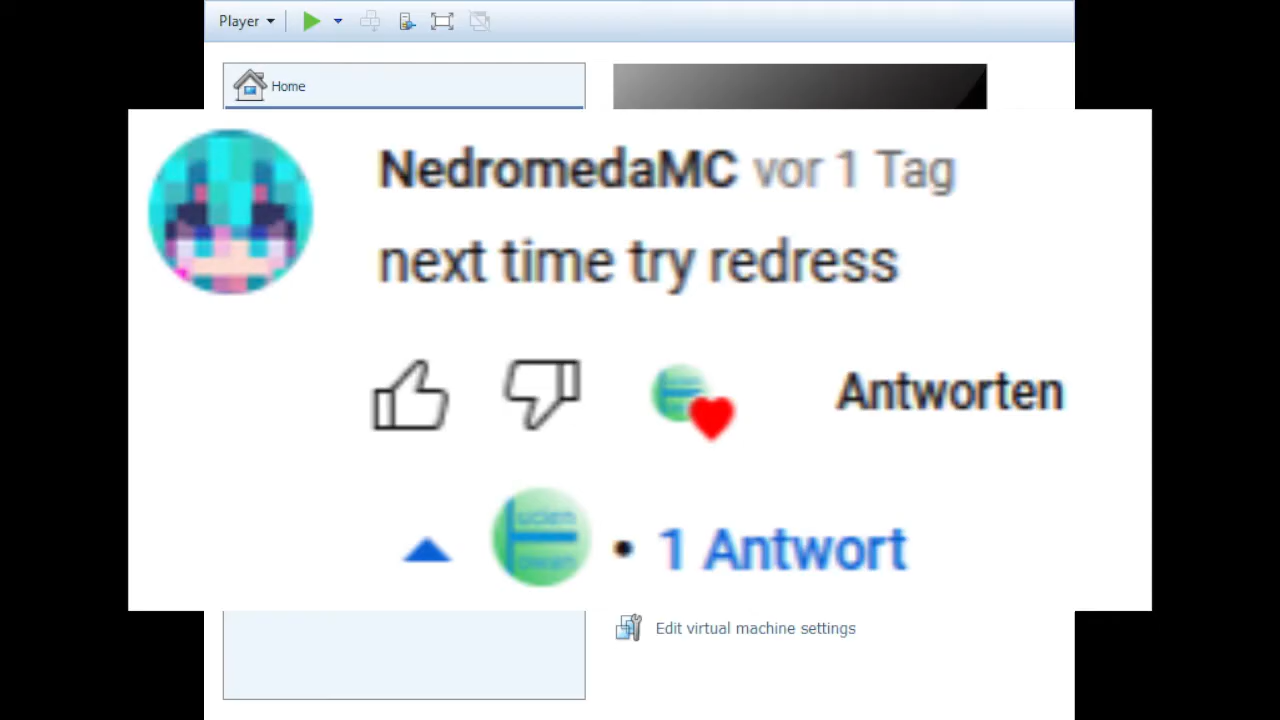 Player
Home
NedromedaMC vor 1 Tag
next time try redress
Antworten
• 1 Antwort
Edit virtual machine settings